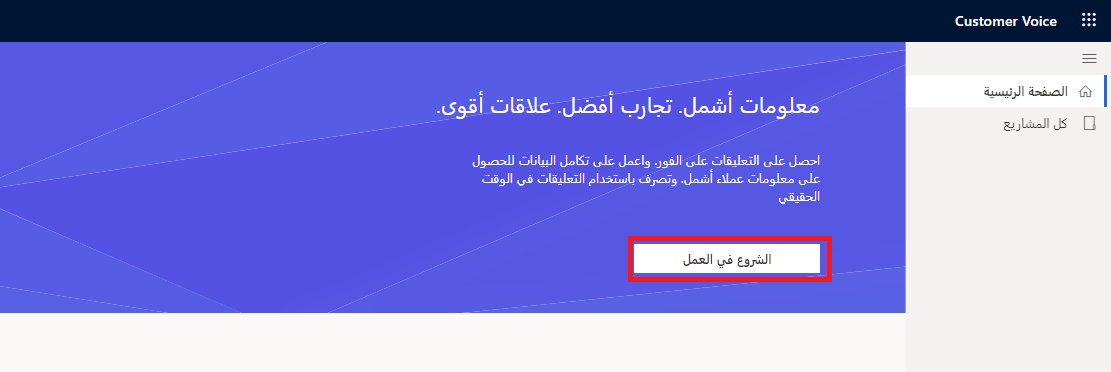 Customer Voice
الصفحة الرئيسية
كل المشاريع
معلومات أشمل. تجارب أفضل. علاقات أقوى.
احصل على التعليقات على الفور. واعمل على تكامل البيانات للحصول
على معلومات عملاء أشمل. وتصرف باستخدام التعليقات في الوقت
الحقيقي
الشروع في العمل